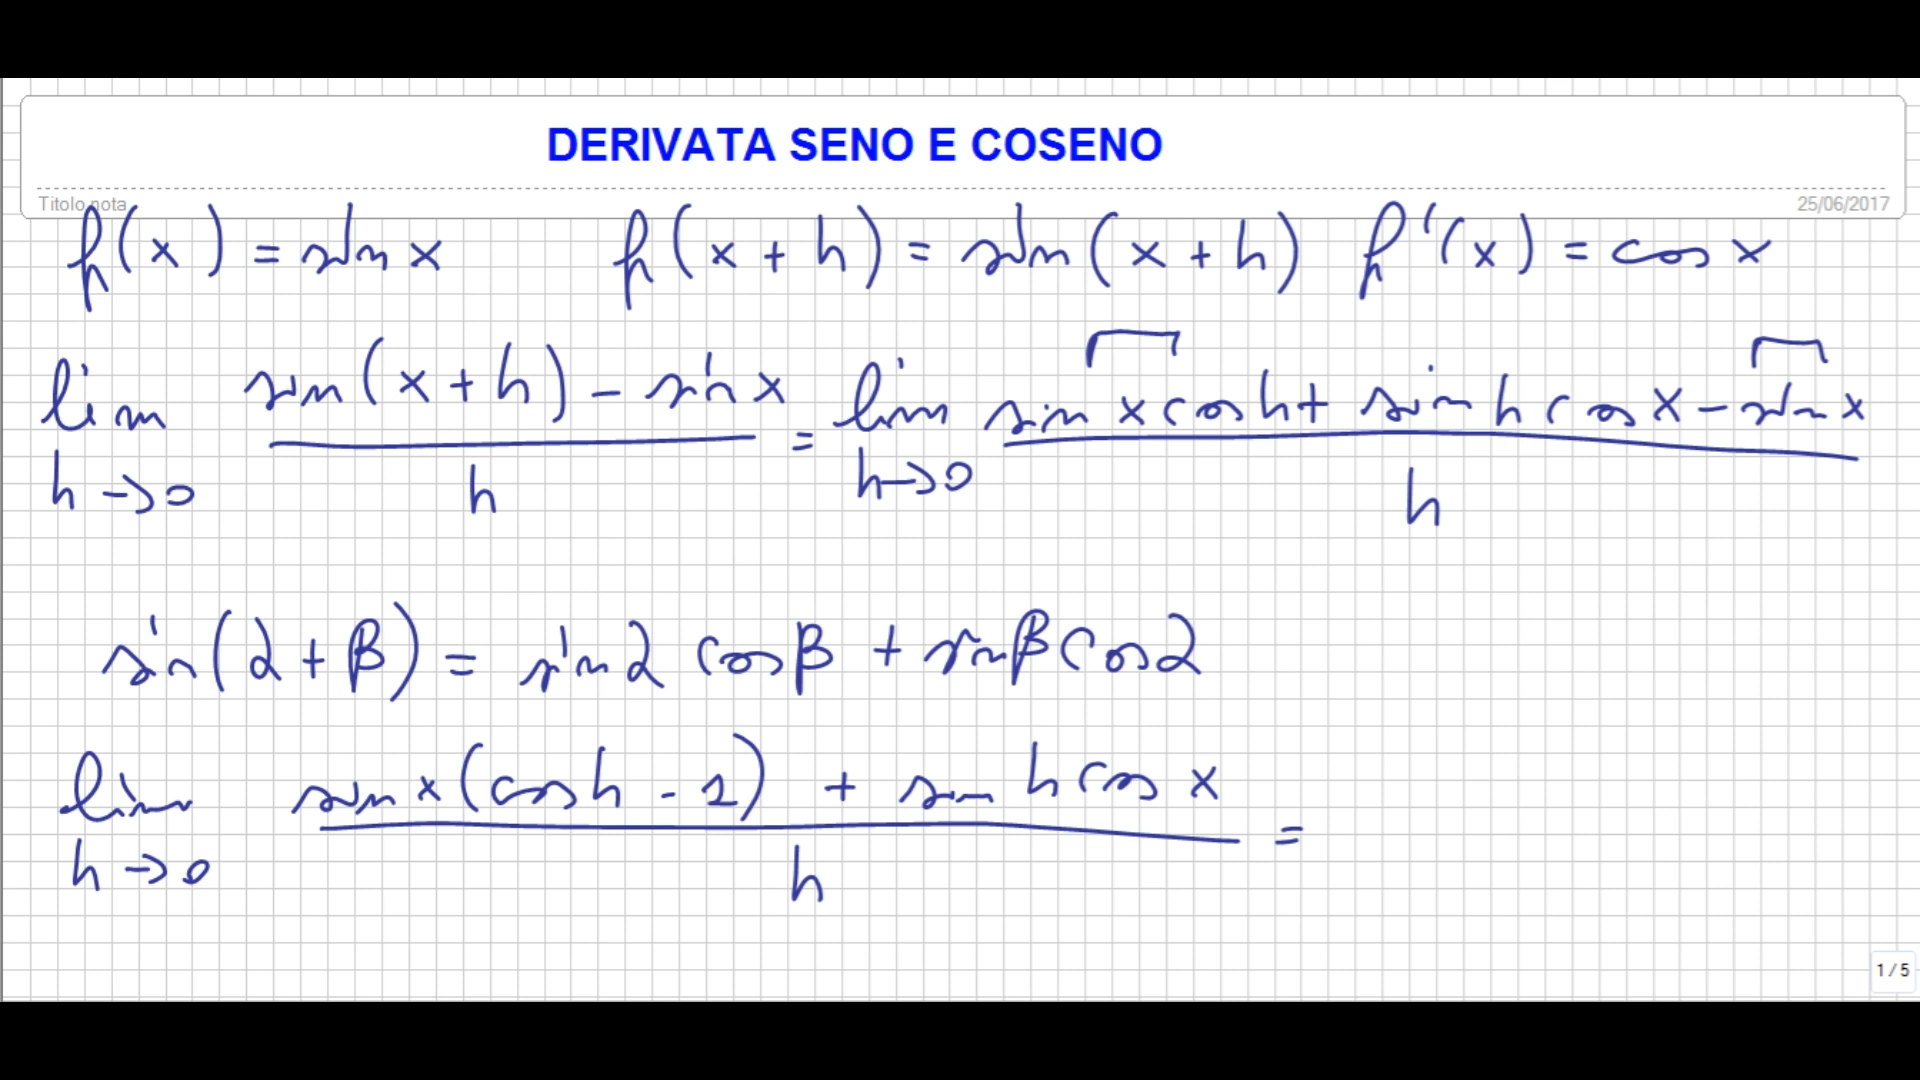 DERIVATA SENO E COSENO
Titolo nota 25/06/2017
f(x) = sin x f(x + h) = sin(x + h) f'(x) = cos x
lim sin(x + h) - sin x = lim sin x cos h + sin h cos x - sin x
h → 0 h h → 0 h
sin(α + β) = sin α cos β + sin β cos α
lim sin x (cos h - 1) + sin h cos x =
h → 0 h
1 / 5